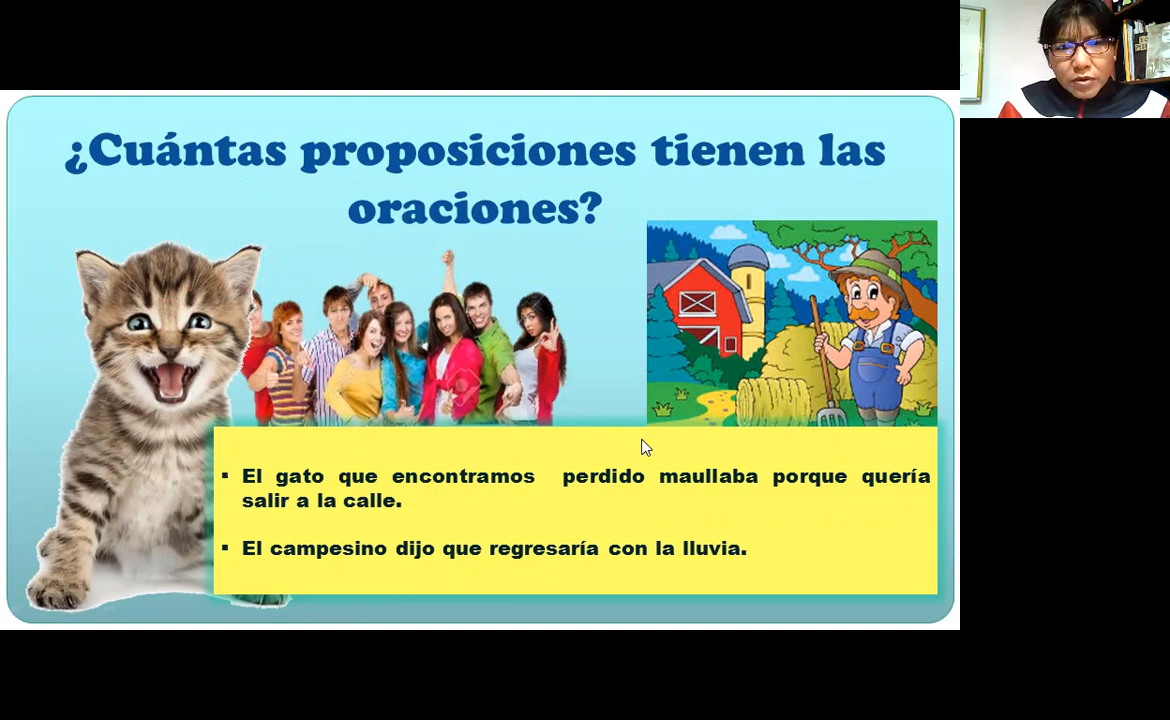 ¿Cuántas proposiciones tienen las
oraciones?
▪ El gato que encontramos perdido maullaba porque quería
salir a la calle.
▪ El campesino dijo que regresaría con la lluvia.